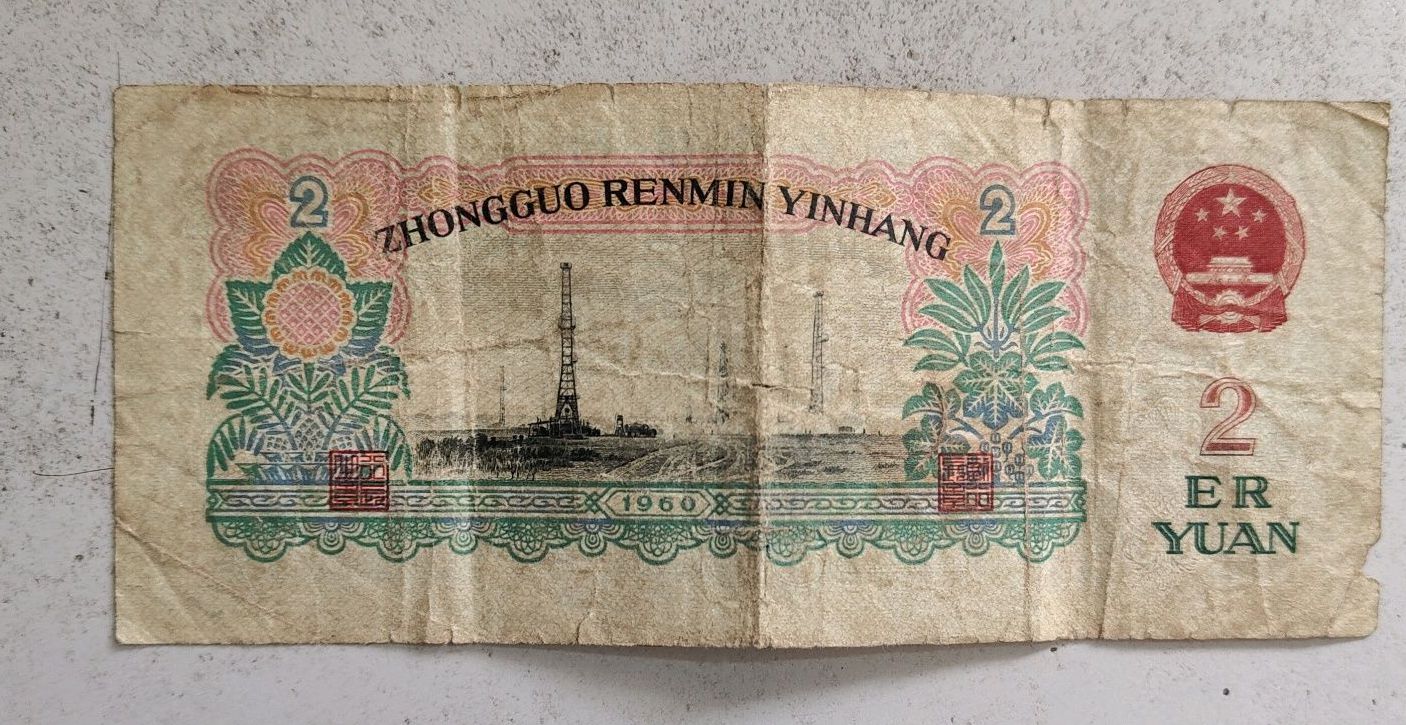 2
ZHONGGUO RENMIN YINHANG
2
1960
2
ER
YUAN